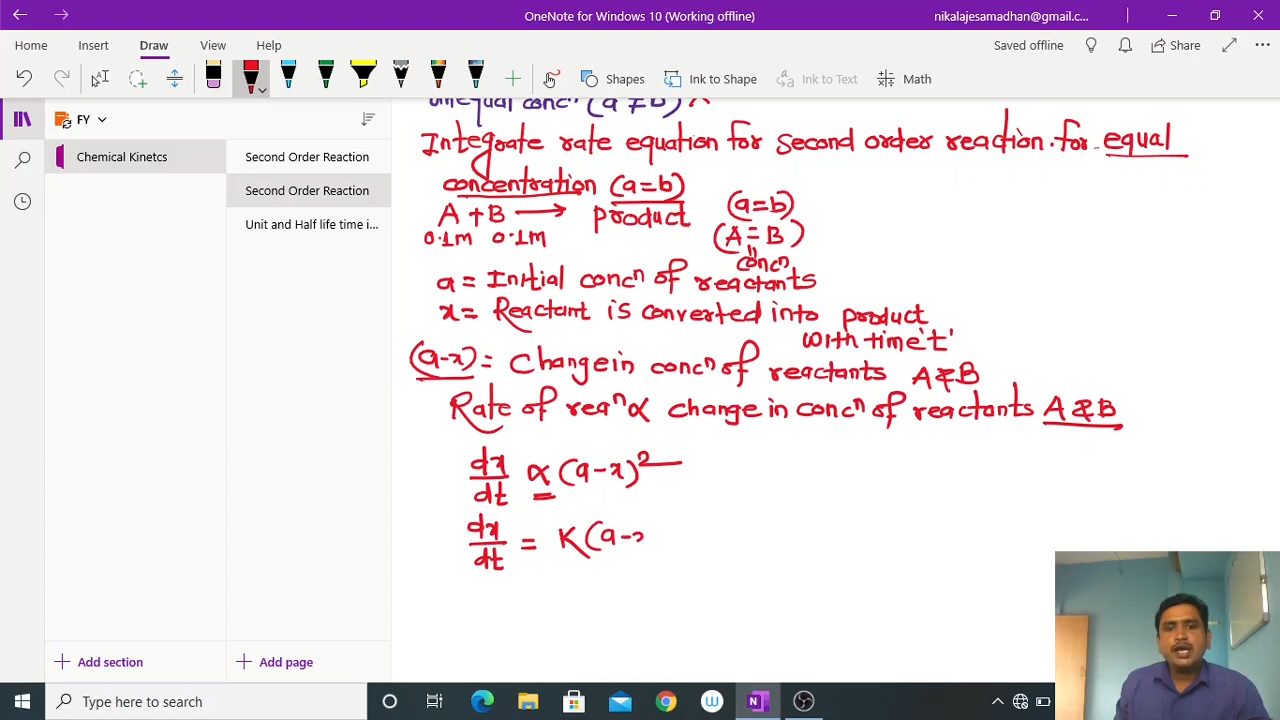 OneNote for Windows 10 (Working offline)
nikalajesamadhan@gmail.c...
Home Insert Draw View Help
Saved offline
Share
Shapes
Ink to Shape
Ink to Text
Math
FY
Chemical Kinetcs
Second Order Reaction
Second Order Reaction
Unit and Half life time i...
Add section
Add page
unequal concn (a ≠ b) ×
Integrate rate equation for Second order reaction for equal
concentration (a=b)
A + B ⟶ product (a=b)
0.1m 0.1m (A = B)
concn
a = Initial concn of reactants
x = Reactant is converted into product
with time 't'
(a-x) = Change in concn of reactants A & B
Rate of rean ∝ change in concn of reactants A & B
dx/dt ∝ (a-x)²
dx/dt = K(a-x
Type here to search